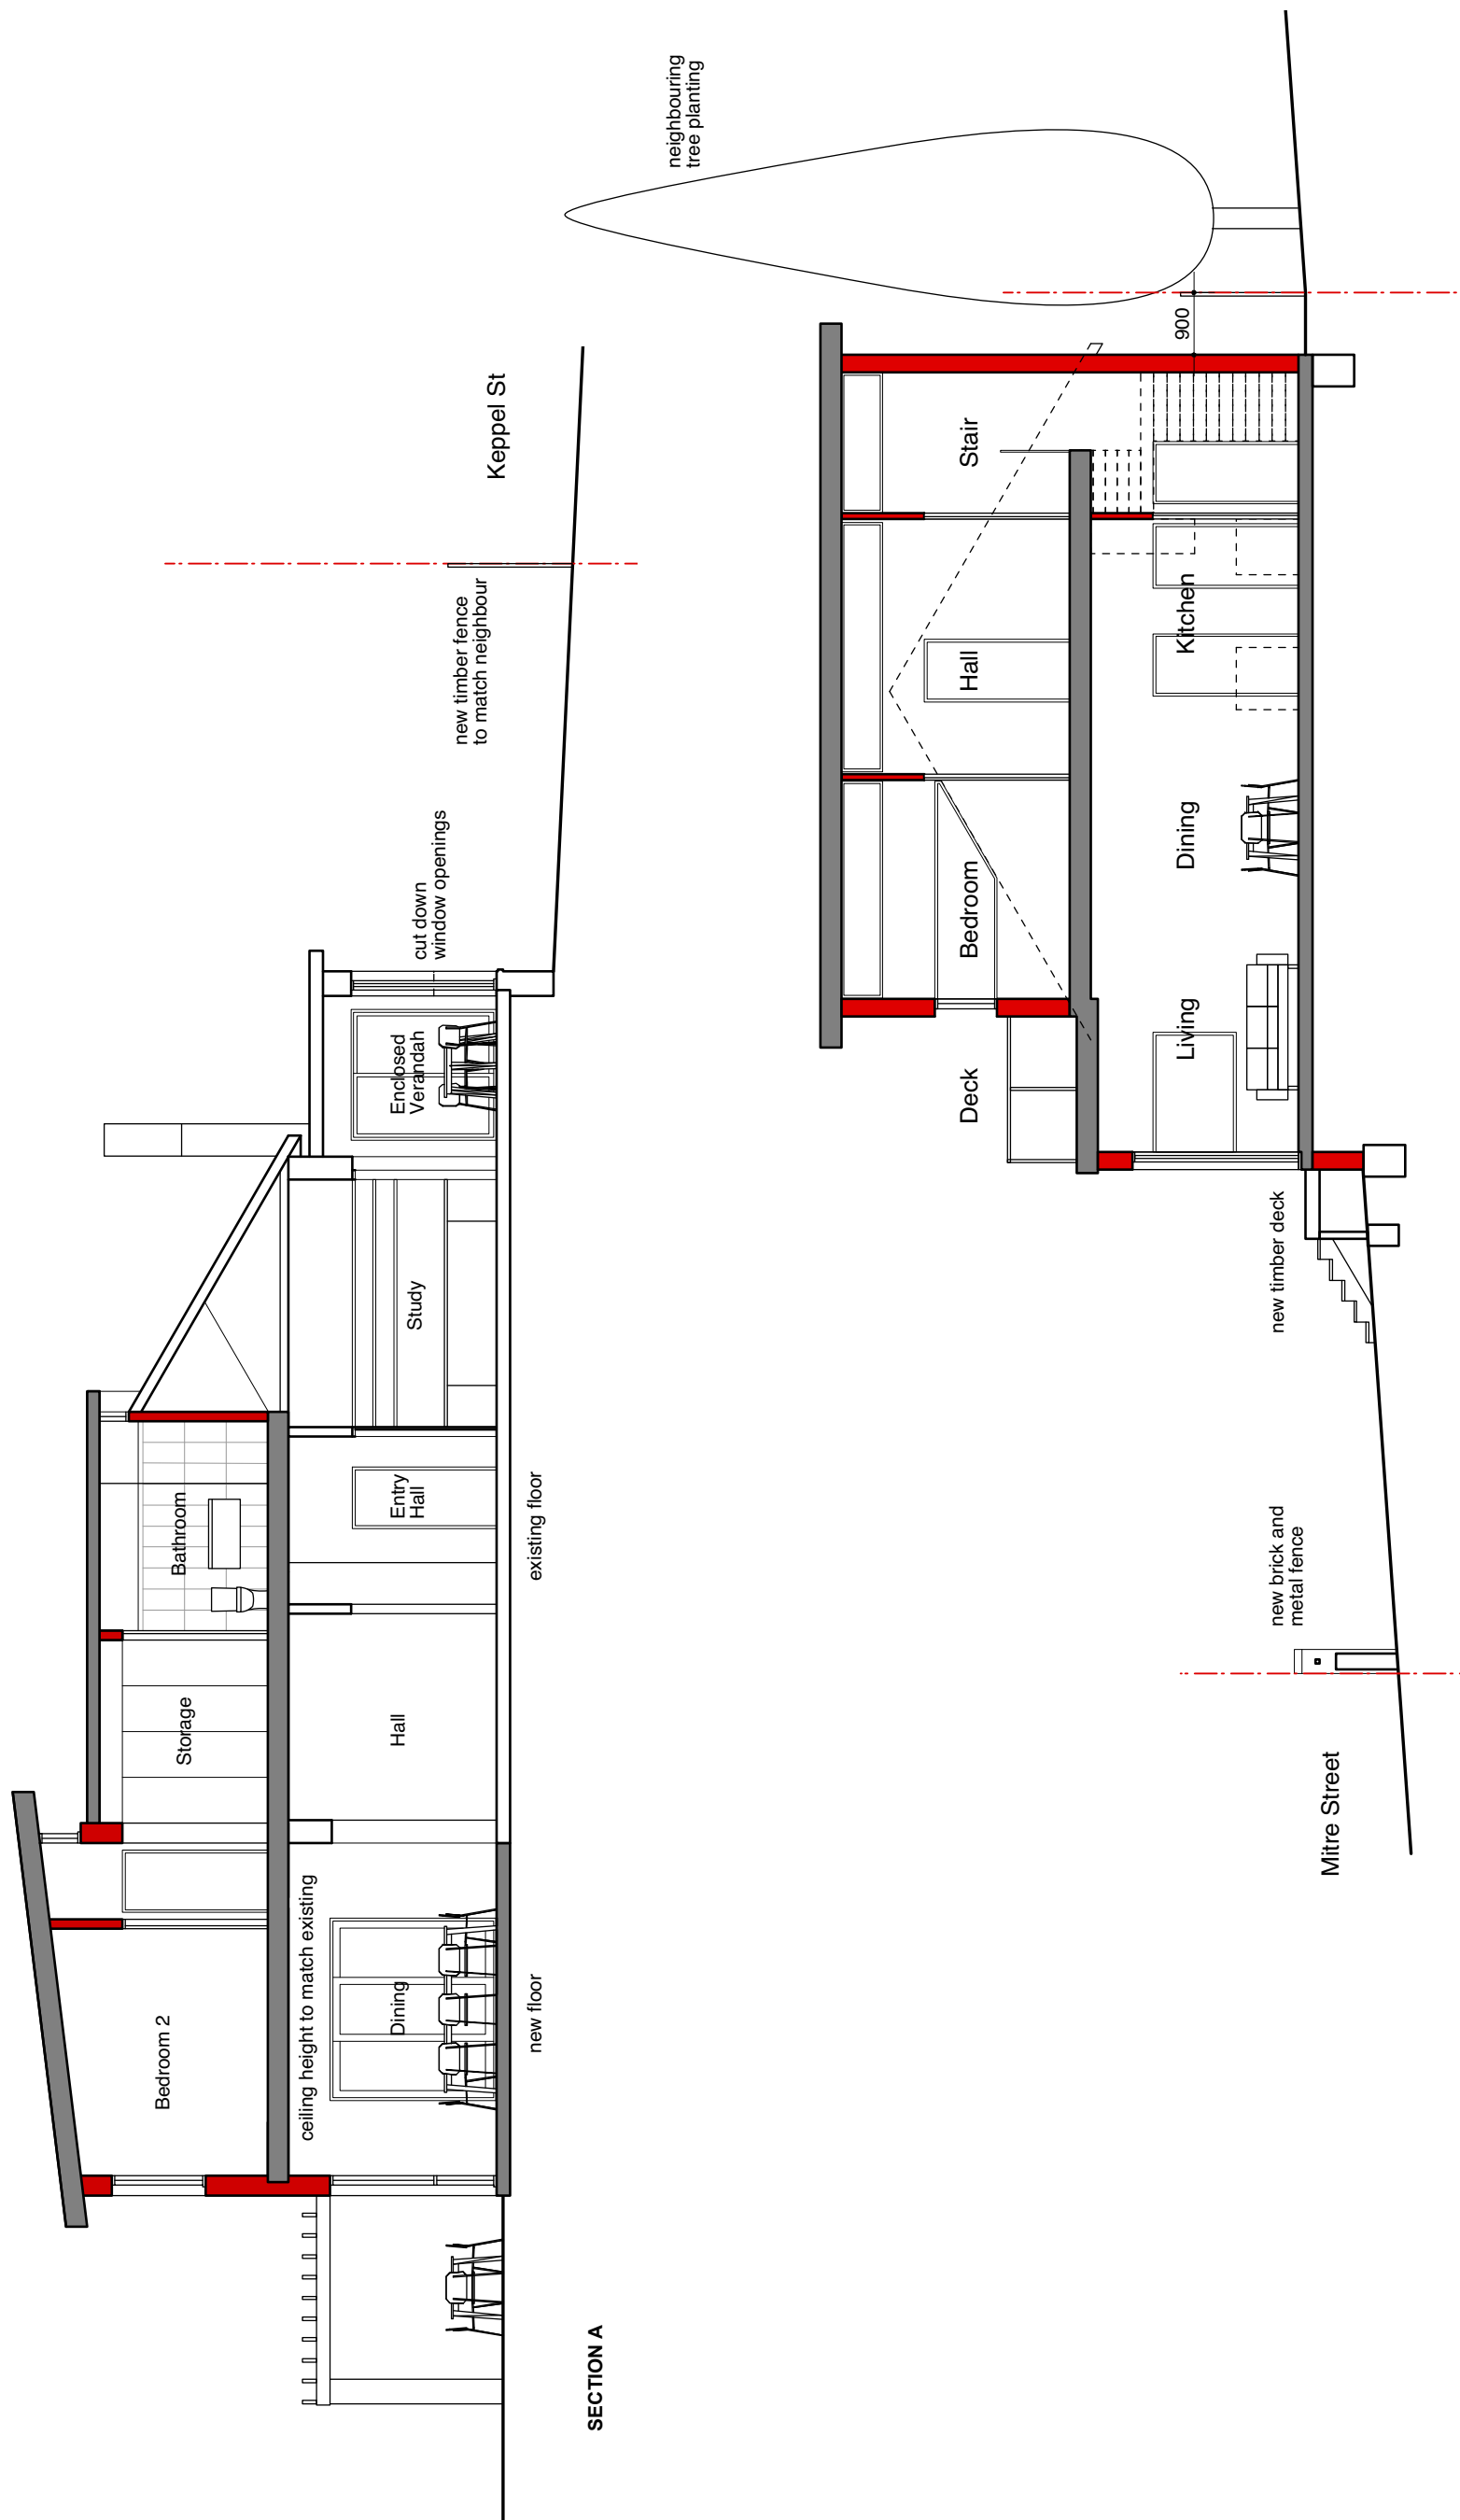 Bedroom 2
Storage
Bathroom
ceiling height to match existing
Dining
Hall
Entry
Hall
Study
Enclosed
Verandah
cut down
window openings
new timber fence
to match neighbour
Keppel St
new floor
existing floor
SECTION A
neighbouring
tree planting
Deck
Bedroom
Hall
Stair
900
Living
Dining
Kitchen
new timber deck
new brick and
metal fence
Mitre Street